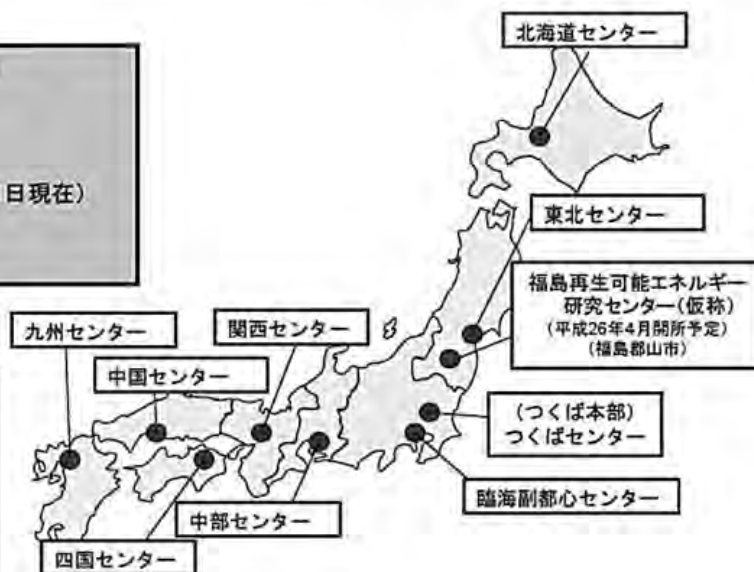 北海道センター
日現在）
東北センター
福島再生可能エネルギー
研究センター(仮称)
(平成26年4月開所予定)
(福島郡山市)
九州センター
関西センター
中国センター
（つくば本部）
つくばセンター
臨海副都心センター
中部センター
四国センター